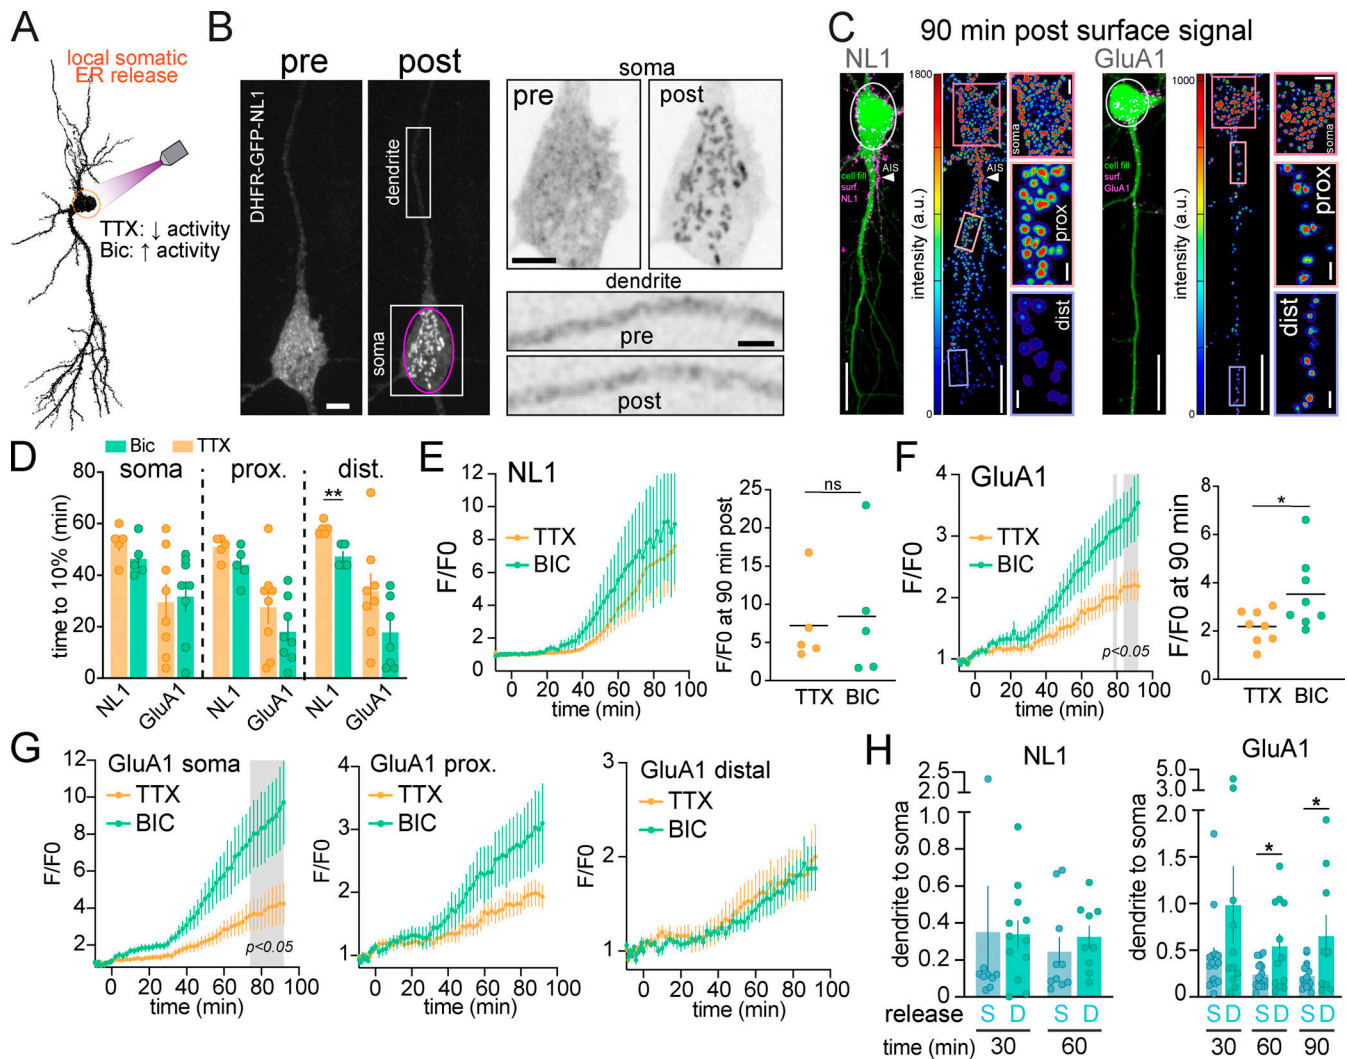 A
local somatic
ER release
TTX: ↓ activity
Bic: ↑ activity
B
pre
post
DHFR-GFP-NL1
dendrite
soma
soma
pre
post
dendrite
pre
post
C
90 min post surface signal
NL1
GluA1
1800
intensity (a.u.)
0
cell fill
surf.
NL1
AIS
soma
prox
dist
1000
intensity (a.u.)
0
cell fill
surf.
GluA1
AIS
soma
prox
dist
D
Bic
TTX
soma
prox.
dist.
**
time to 10% (min)
80
60
40
20
0
NL1
GluA1
NL1
GluA1
NL1
GluA1
E
NL1
TTX
BIC
F/F0
12
10
8
6
4
2
0
0 20 40 60 80 100
time (min)
ns
F/F0 at 90 min post
25
20
15
10
5
0
TTX BIC
F
GluA1
TTX
BIC
F/F0
4
3
2
1
p<0.05
0 20 40 60 80 100
time (min)
*
F/F0 at 90 min
8
6
4
2
0
TTX BIC
G
GluA1 soma
TTX
BIC
F/F0
12
10
8
6
4
2
p<0.05
0 20 40 60 80 100
time (min)
GluA1 prox.
TTX
BIC
F/F0
4
3
2
1
0 20 40 60 80 100
time (min)
GluA1 distal
TTX
BIC
F/F0
3
2
1
0 20 40 60 80 100
time (min)
H
NL1
dendrite to soma
2.5
2.0
1.0
0.8
0.6
0.4
0.2
0
release S D S D
time (min) 30 60
GluA1
dendrite to soma
5.0
3.0
2.0
1.5
1.0
0.5
0
*
*
S D S D S D
30 60 90